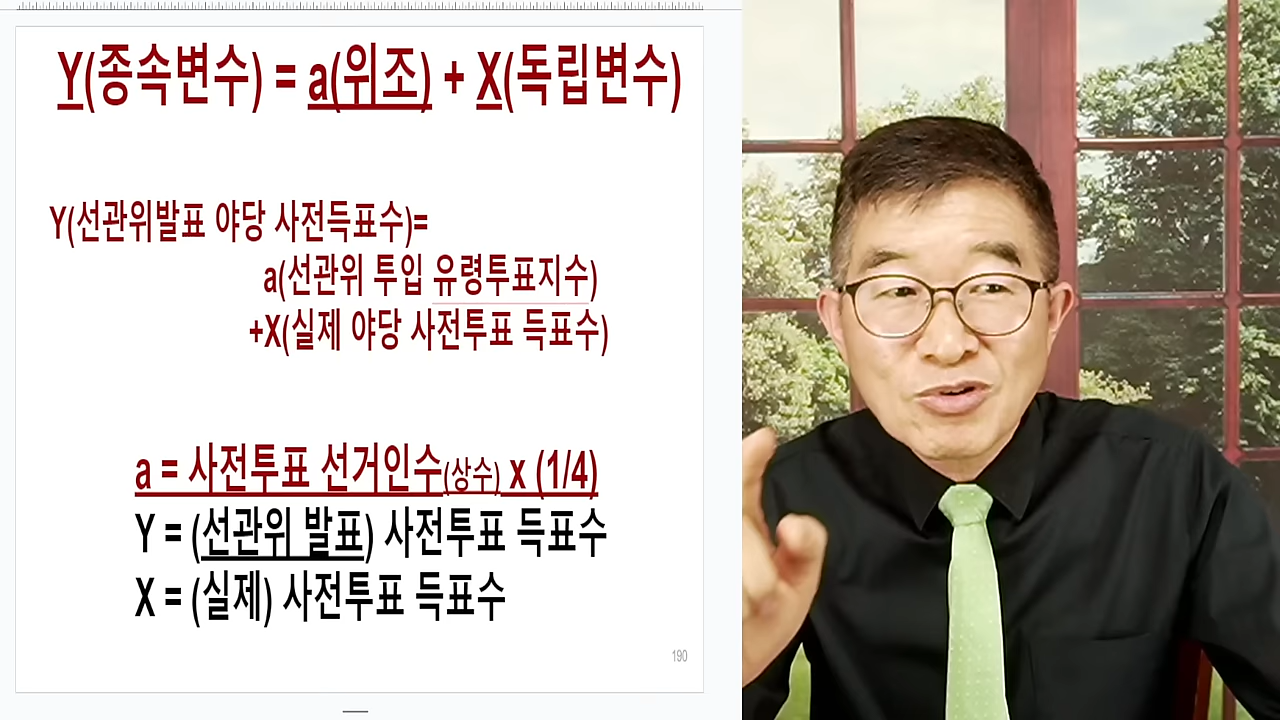 Y(종속변수) = a(위조) + X(독립변수)
Y(선관위발표 야당 사전득표수)=
a(선관위 투입 유령투표지수)
+X(실제 야당 사전투표 득표수)
a = 사전투표 선거인수(상수) x (1/4)
Y = (선관위 발표) 사전투표 득표수
X = (실제) 사전투표 득표수
190